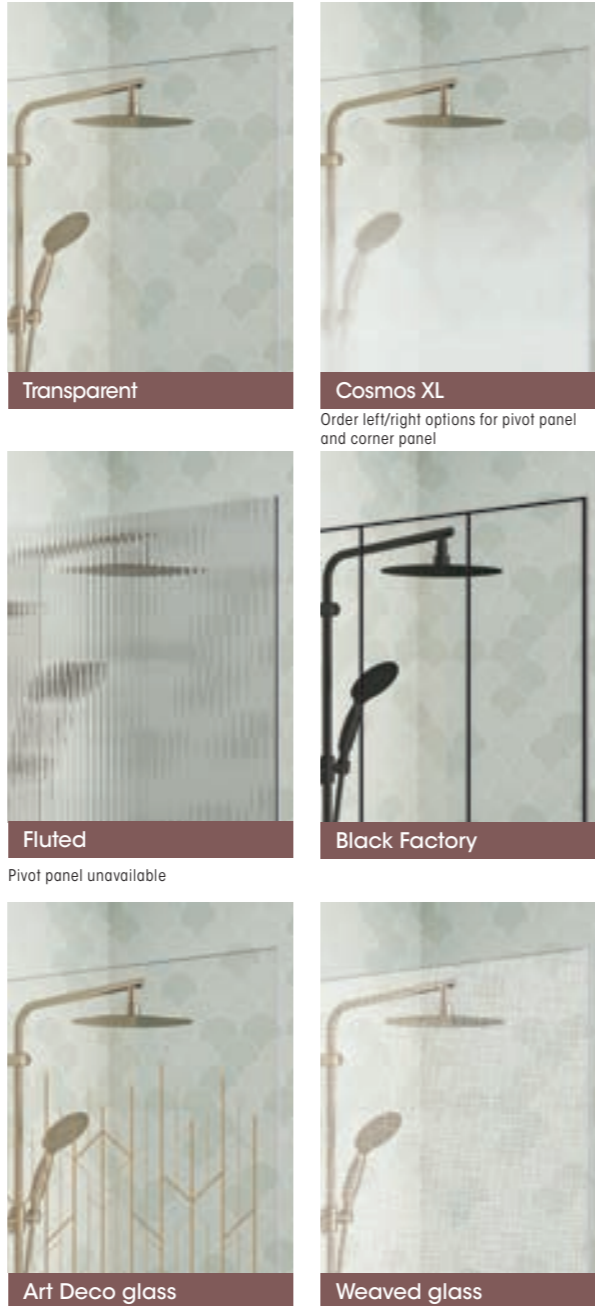 Transparent
Cosmos XL
Order left/right options for pivot panel
and corner panel
Fluted
Black Factory
Pivot panel unavailable
Art Deco glass
Weaved glass